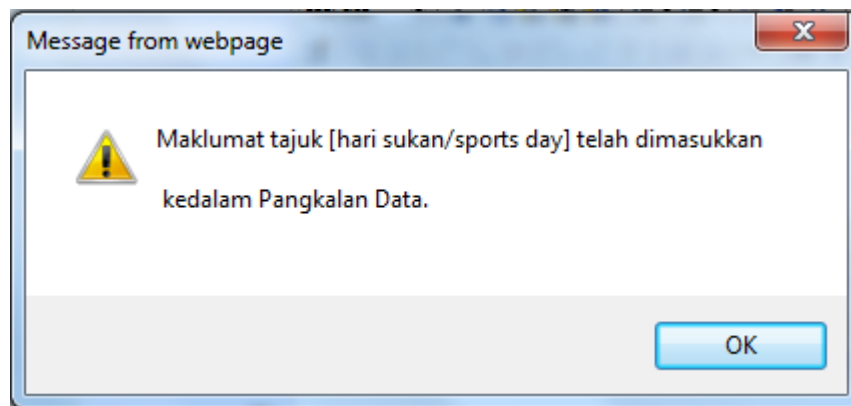 Message from webpage
Maklumat tajuk [hari sukan/sports day] telah dimasukkan
kedalam Pangkalan Data.
OK